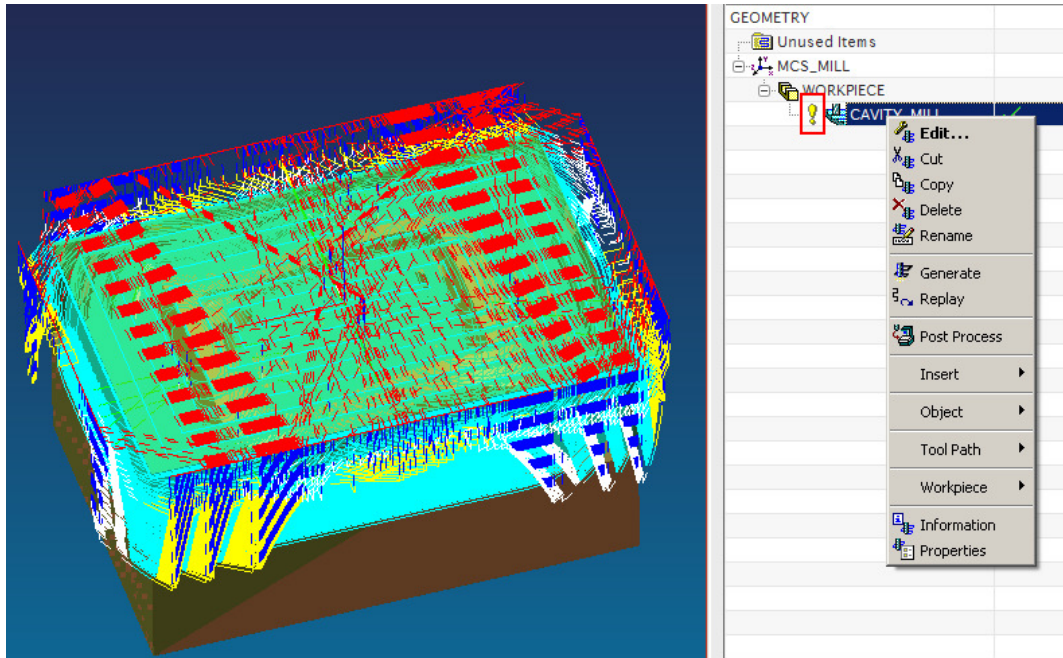 GEOMETRY
Unused Items
MCS_MILL
WORKPIECE
CAVITY_MILL
Edit...
Cut
Copy
Delete
Rename
Generate
Replay
Post Process
Insert
Object
Tool Path
Workpiece
Information
Properties